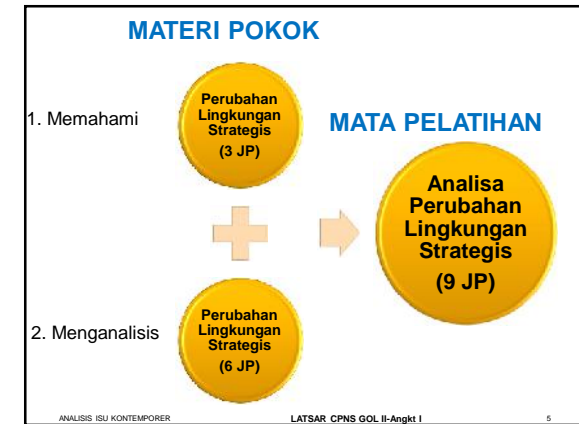 MATERI POKOK
1. Memahami
Perubahan
Lingkungan
Strategis
(3 JP)
MATA PELATIHAN
Analisa
Perubahan
Lingkungan
Strategis
(9 JP)
2. Menganalisis
Perubahan
Lingkungan
Strategis
(6 JP)
ANALISIS ISU KONTEMPORER
LATSAR CPNS GOL II-Angkt I
5